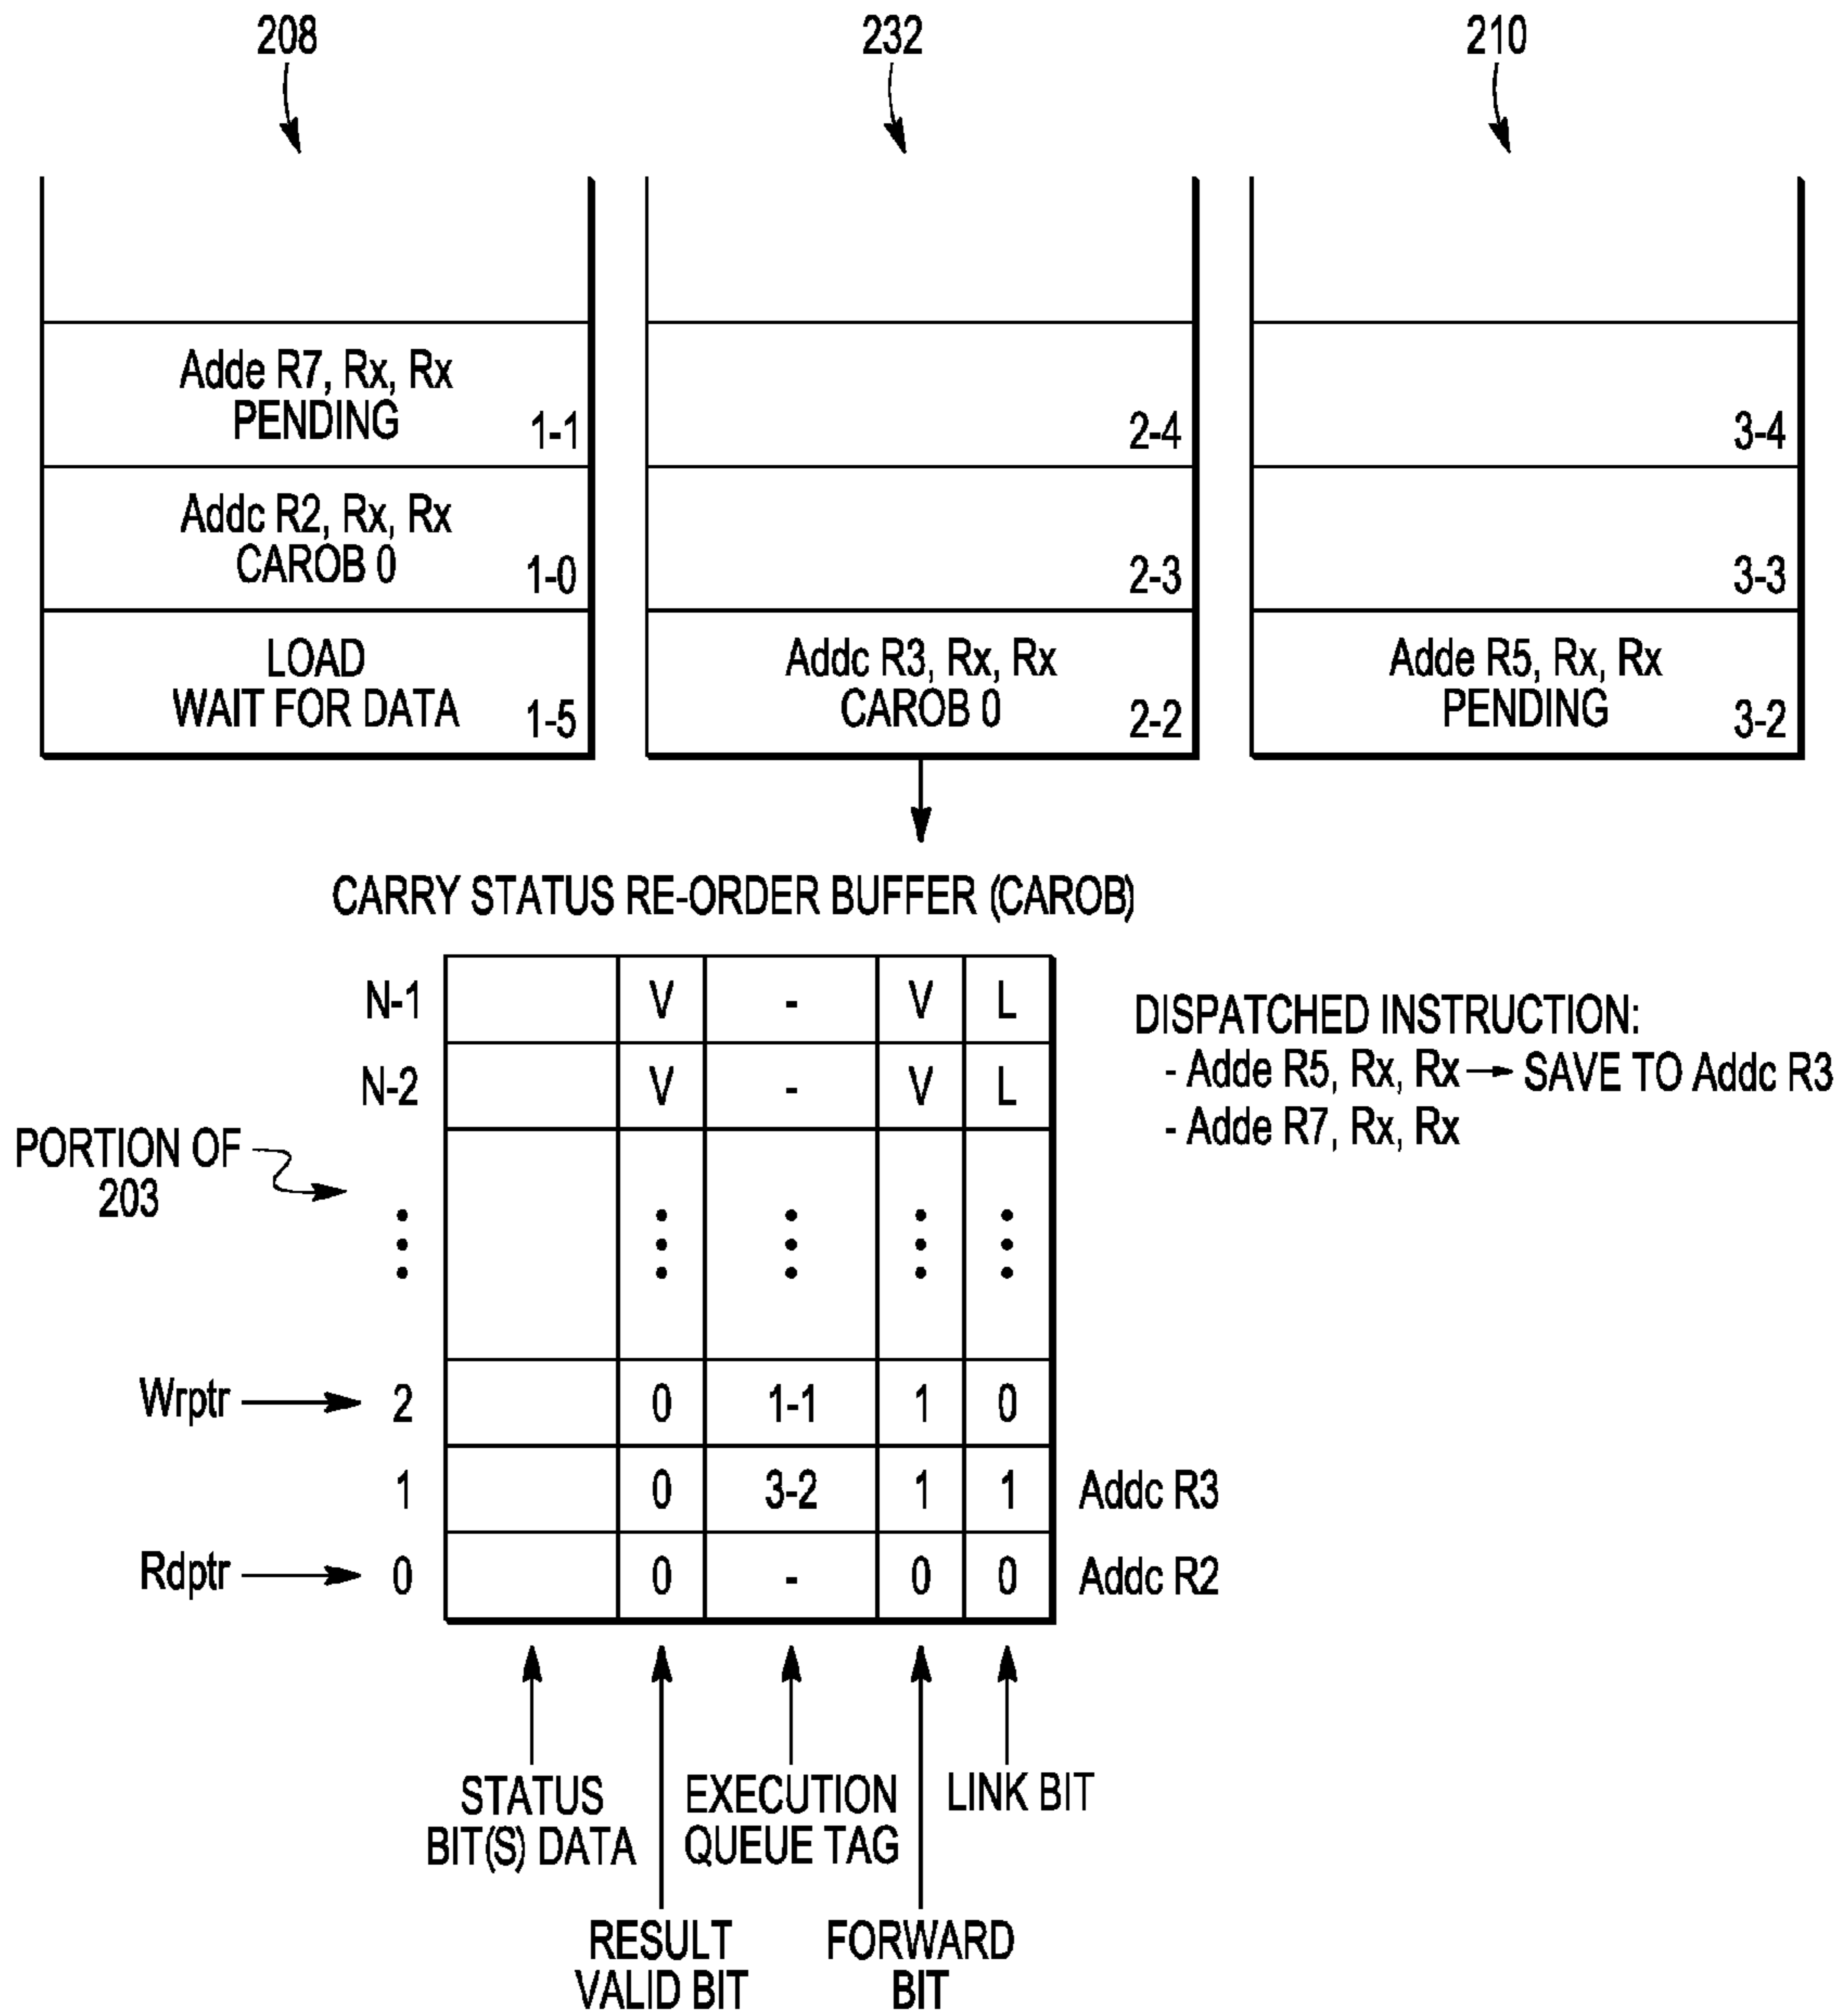 208
232
210
Adde R7, Rx, Rx
PENDING
1-1
2-4
3-4
Addc R2, Rx, Rx
CAROB 0
1-0
2-3
3-3
LOAD
WAIT FOR DATA
1-5
Addc R3, Rx, Rx
CAROB 0
2-2
Adde R5, Rx, Rx
PENDING
3-2
CARRY STATUS RE-ORDER BUFFER (CAROB)
N-1 V - V L
N-2 V - V L
DISPATCHED INSTRUCTION:
- Adde R5, Rx, Rx → SAVE TO Addc R3
- Adde R7, Rx, Rx
PORTION OF
203
Wrptr 2 0 1-1 1 0
1 0 3-2 1 1 Addc R3
Rdptr 0 0 - 0 0 Addc R2
STATUS
BIT(S) DATA
EXECUTION
QUEUE TAG
LINK BIT
RESULT
VALID BIT
FORWARD
BIT